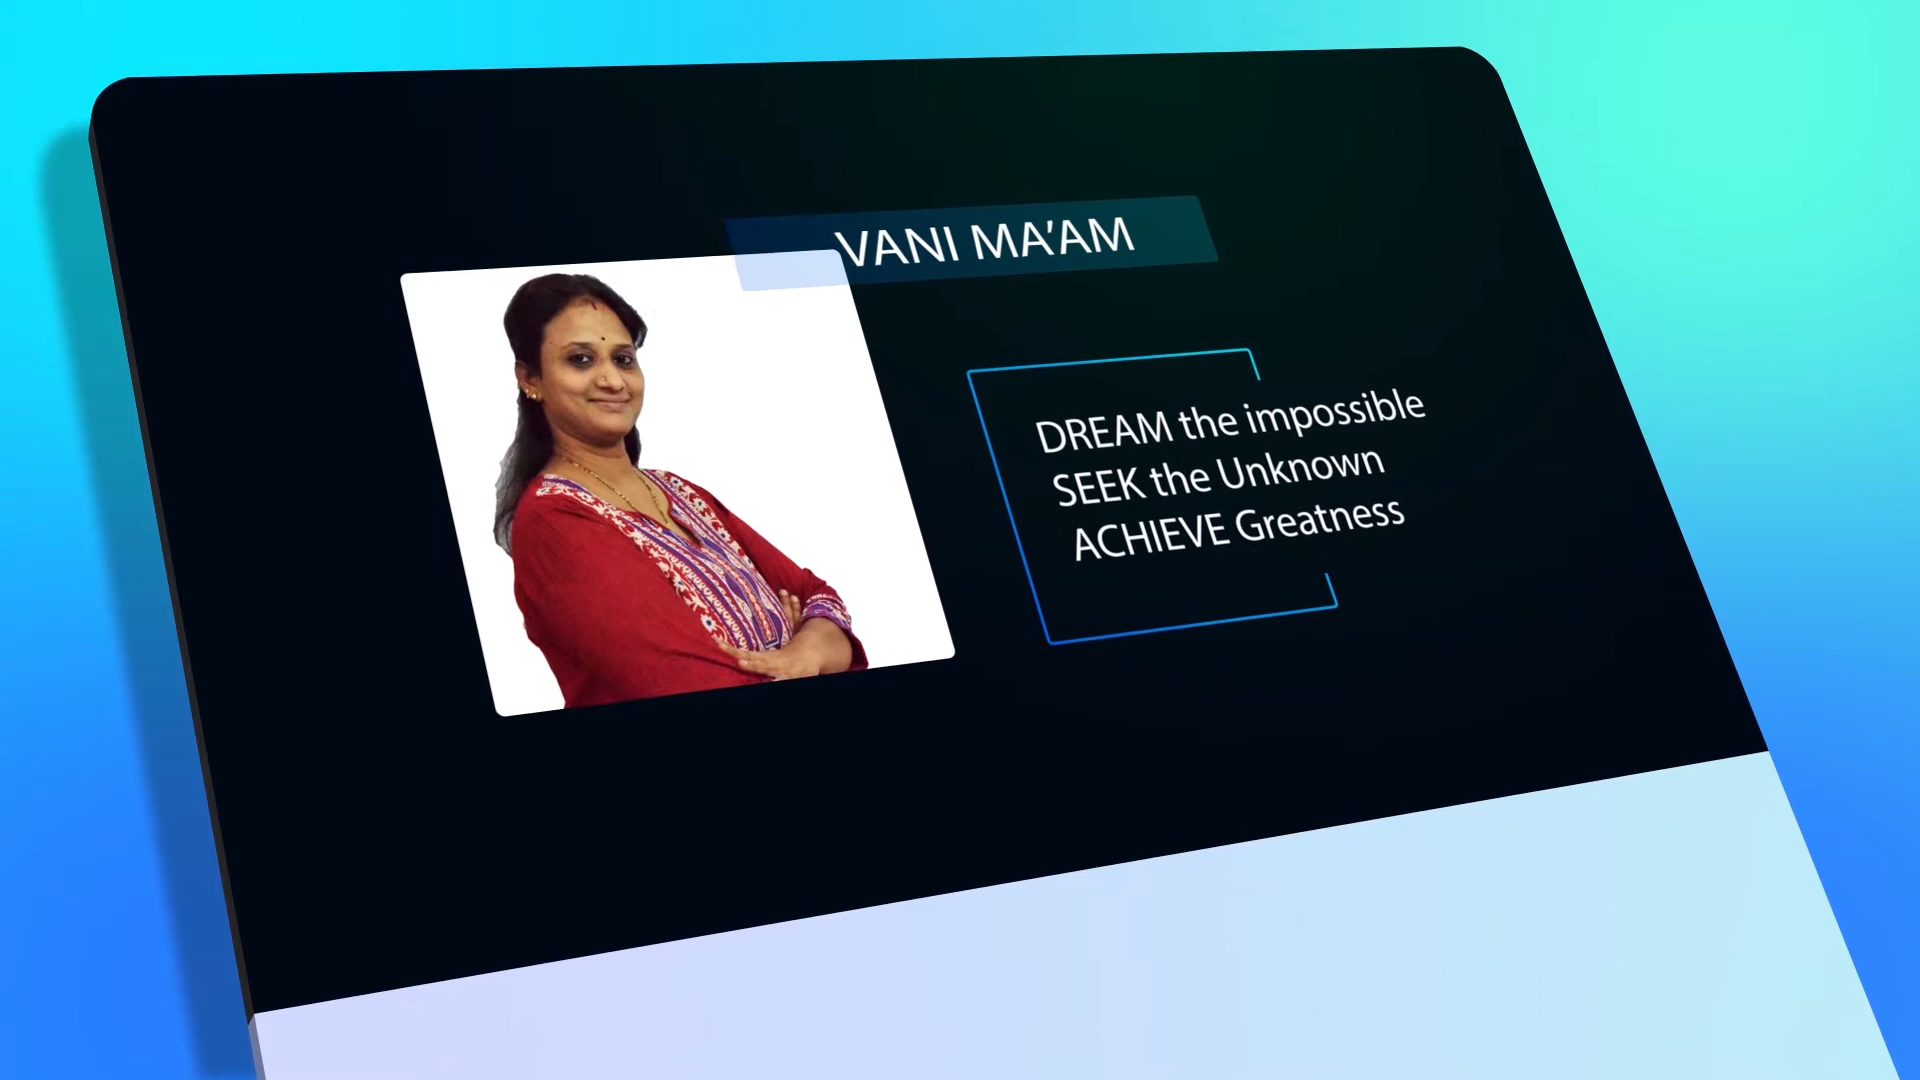 VANI MA'AM
DREAM the impossible
SEEK the Unknown
ACHIEVE Greatness